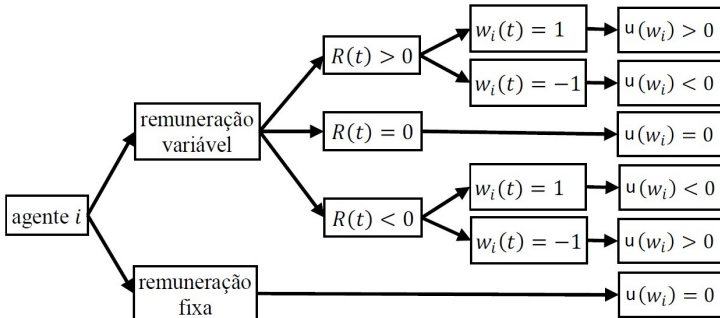 w_i(t) = 1
u(w_i) > 0
R(t) > 0
w_i(t) = −1
u(w_i) < 0
remuneração
variável
R(t) = 0
u(w_i) = 0
w_i(t) = 1
u(w_i) < 0
agente i
R(t) < 0
w_i(t) = −1
u(w_i) > 0
remuneração
fixa
u(w_i) = 0